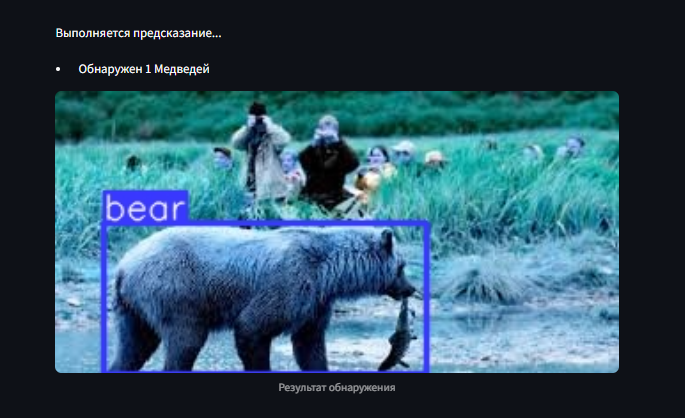 Выполняется предсказание...
• Обнаружен 1 Медведей
bear
Результат обнаружения